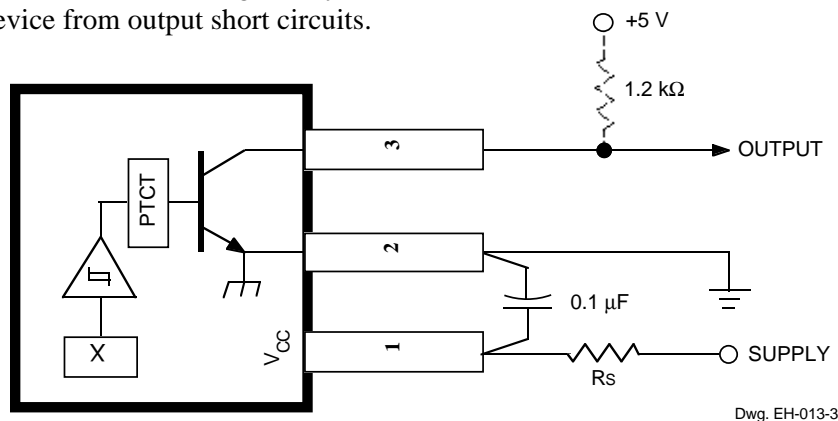 evice from output short circuits.
+5 V
1.2 kΩ
3
OUTPUT
PTCT
2
0.1 µF
X
VCC
1
SUPPLY
RS
Dwg. EH-013-3